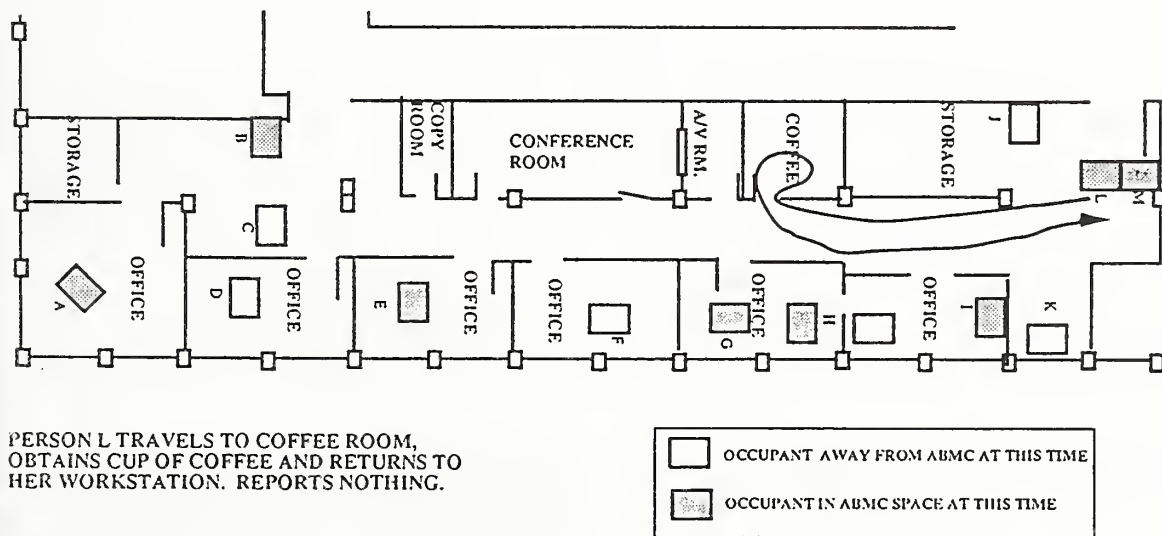 STORAGE
B
COPY
ROOM
CONFERENCE
ROOM
A/V RM.
COFFEE
STORAGE
J
L
M
C
A
OFFICE
D
OFFICE
E
OFFICE
OFFICE
F
G
OFFICE
H
OFFICE
I
K
PERSON L TRAVELS TO COFFEE ROOM,
OBTAINS CUP OF COFFEE AND RETURNS TO
HER WORKSTATION. REPORTS NOTHING.
OCCUPANT AWAY FROM ABMC AT THIS TIME
OCCUPANT IN ABMC SPACE AT THIS TIME